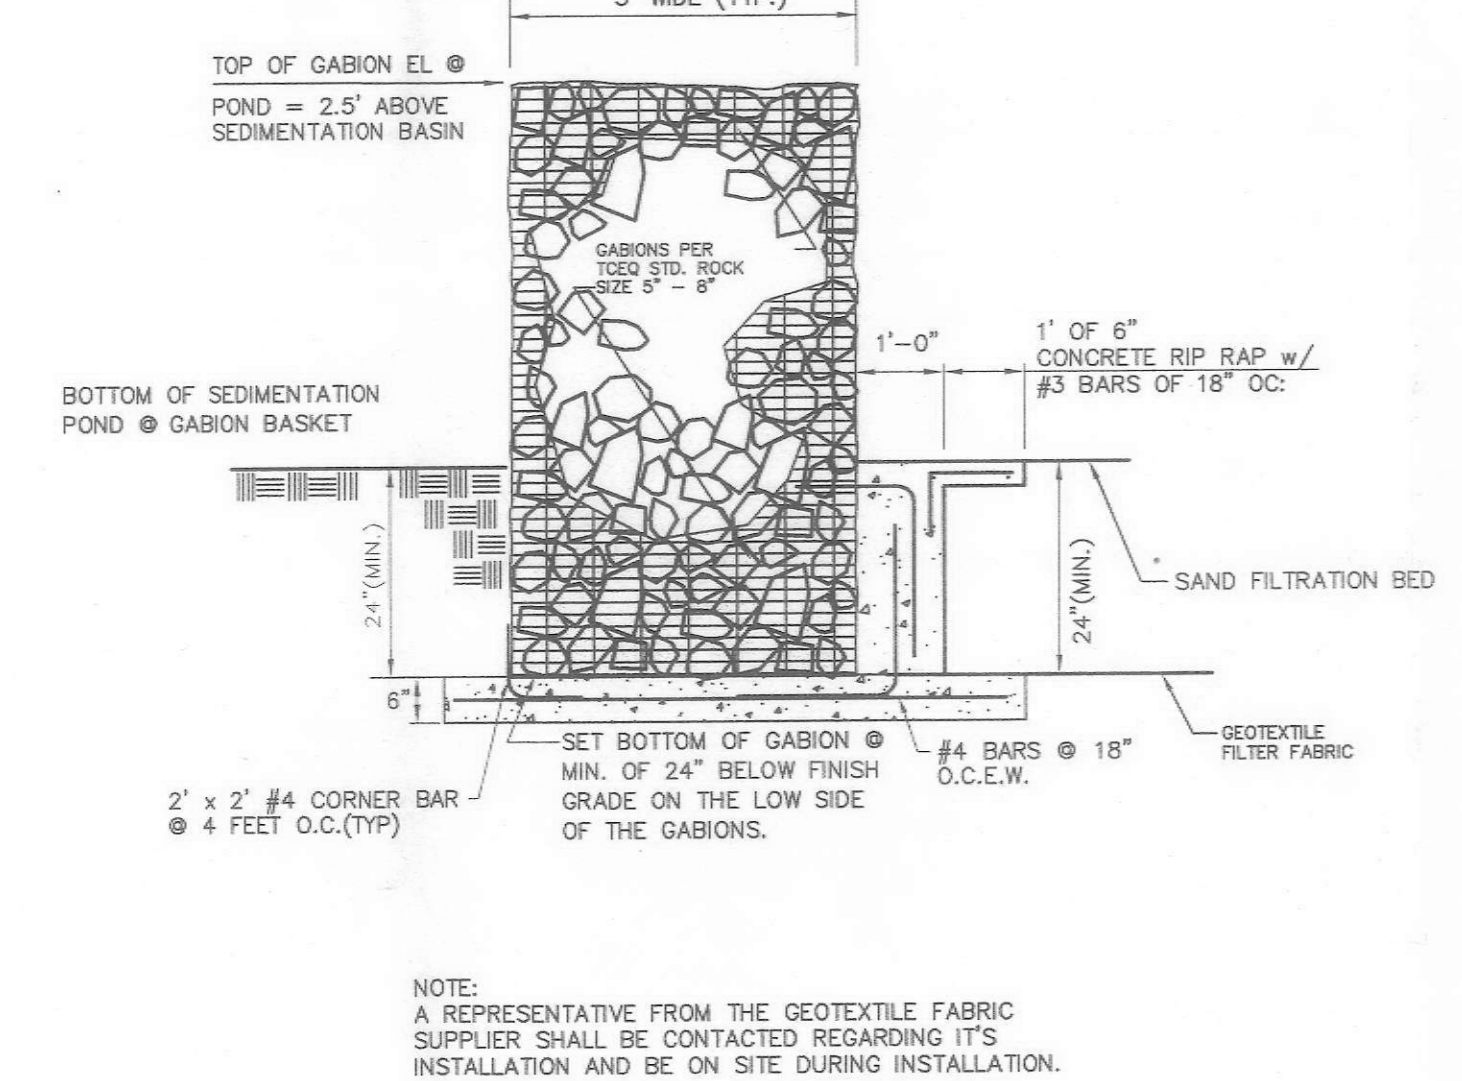 (TYP.)
TOP OF GABION EL @
POND = 2.5' ABOVE
SEDIMENTATION BASIN
GABIONS PER
TCEQ STD. ROCK
SIZE 5" - 8"
1'-0"
1' OF 6"
CONCRETE RIP RAP w/
#3 BARS OF 18" OC:
BOTTOM OF SEDIMENTATION
POND @ GABION BASKET
24"(MIN.)
24"(MIN.)
SAND FILTRATION BED
6"
GEOTEXTILE
FILTER FABRIC
SET BOTTOM OF GABION @
MIN. OF 24" BELOW FINISH
GRADE ON THE LOW SIDE
OF THE GABIONS.
#4 BARS @ 18"
O.C.E.W.
2' x 2' #4 CORNER BAR
@ 4 FEET O.C.(TYP)
NOTE:
A REPRESENTATIVE FROM THE GEOTEXTILE FABRIC
SUPPLIER SHALL BE CONTACTED REGARDING IT'S
INSTALLATION AND BE ON SITE DURING INSTALLATION.